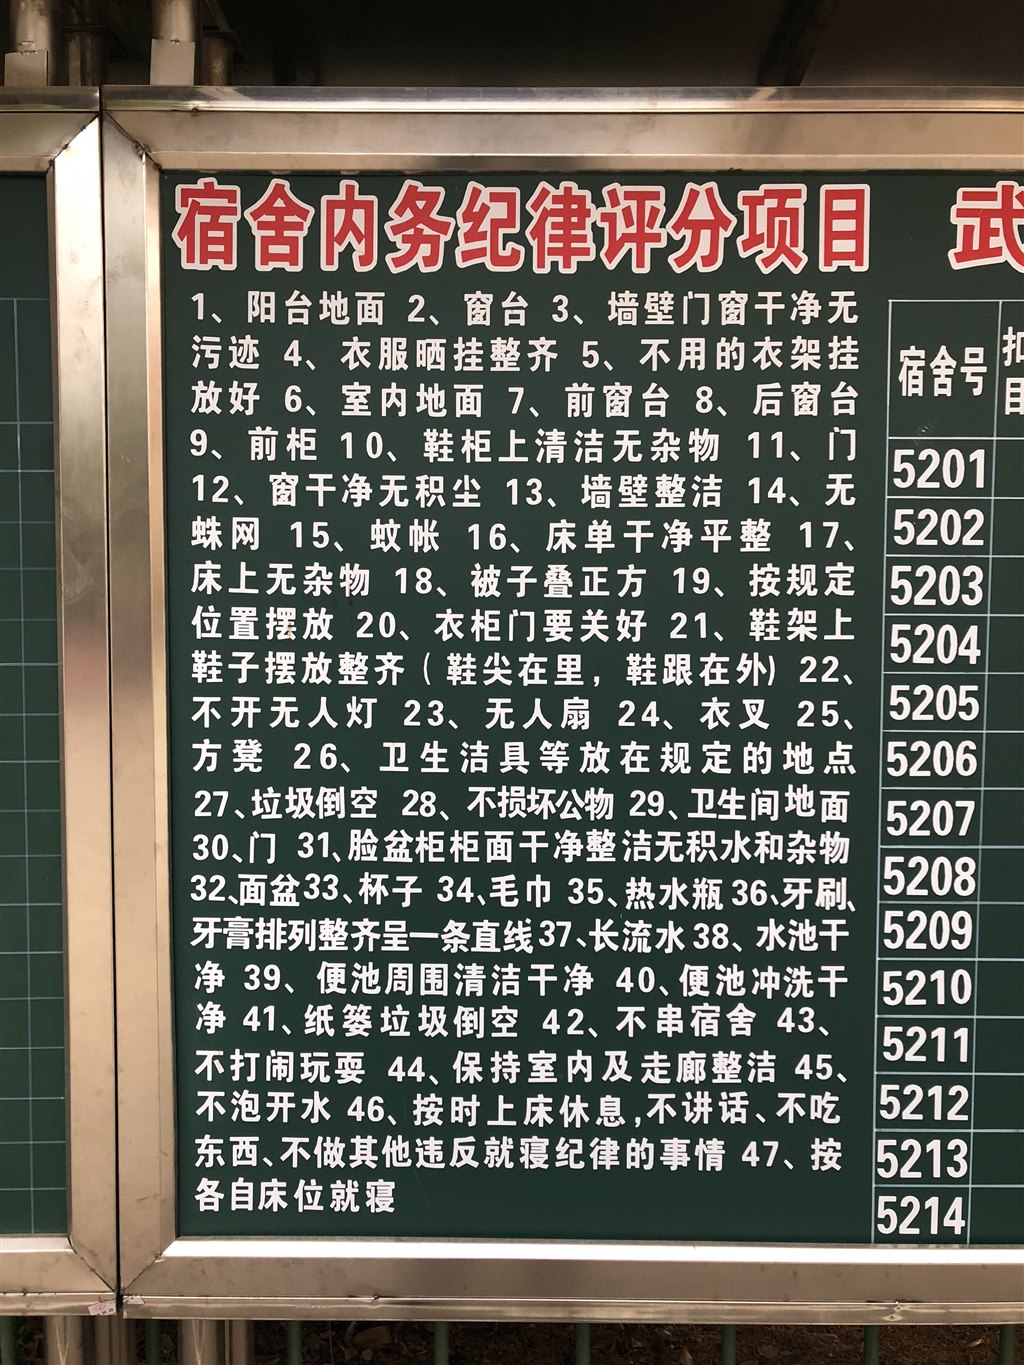 宿舍内务纪律评分项目
1、阳台地面 2、窗台 3、墙壁门窗干净无
污迹 4、衣服晒挂整齐 5、不用的衣架挂
放好 6、室内地面 7、前窗台 8、后窗台
9、前柜 10、鞋柜上清洁无杂物 11、门
12、窗干净无积尘 13、墙壁整洁 14、无
蛛网 15、蚊帐 16、床单干净平整 17、
床上无杂物 18、被子叠正方 19、按规定
位置摆放 20、衣柜门要关好 21、鞋架上
鞋子摆放整齐（鞋尖在里，鞋跟在外）22、
不开无人灯 23、无人扇 24、衣叉 25、
方凳 26、卫生洁具等放在规定的地点
27、垃圾倒空 28、不损坏公物 29、卫生间地面
30、门 31、脸盆柜柜面干净整洁无积水和杂物
32、面盆33、杯子 34、毛巾 35、热水瓶36、牙刷、
牙膏排列整齐呈一条直线37、长流水38、水池干
净 39、便池周围清洁干净 40、便池冲洗干
净 41、纸篓垃圾倒空 42、不串宿舍 43、
不打闹玩耍 44、保持室内及走廊整洁 45、
不泡开水 46、按时上床休息,不讲话、不吃
东西、不做其他违反就寝纪律的事情 47、按
各自床位就寝
武
宿舍号
扣
目
5201
5202
5203
5204
5205
5206
5207
5208
5209
5210
5211
5212
5213
5214